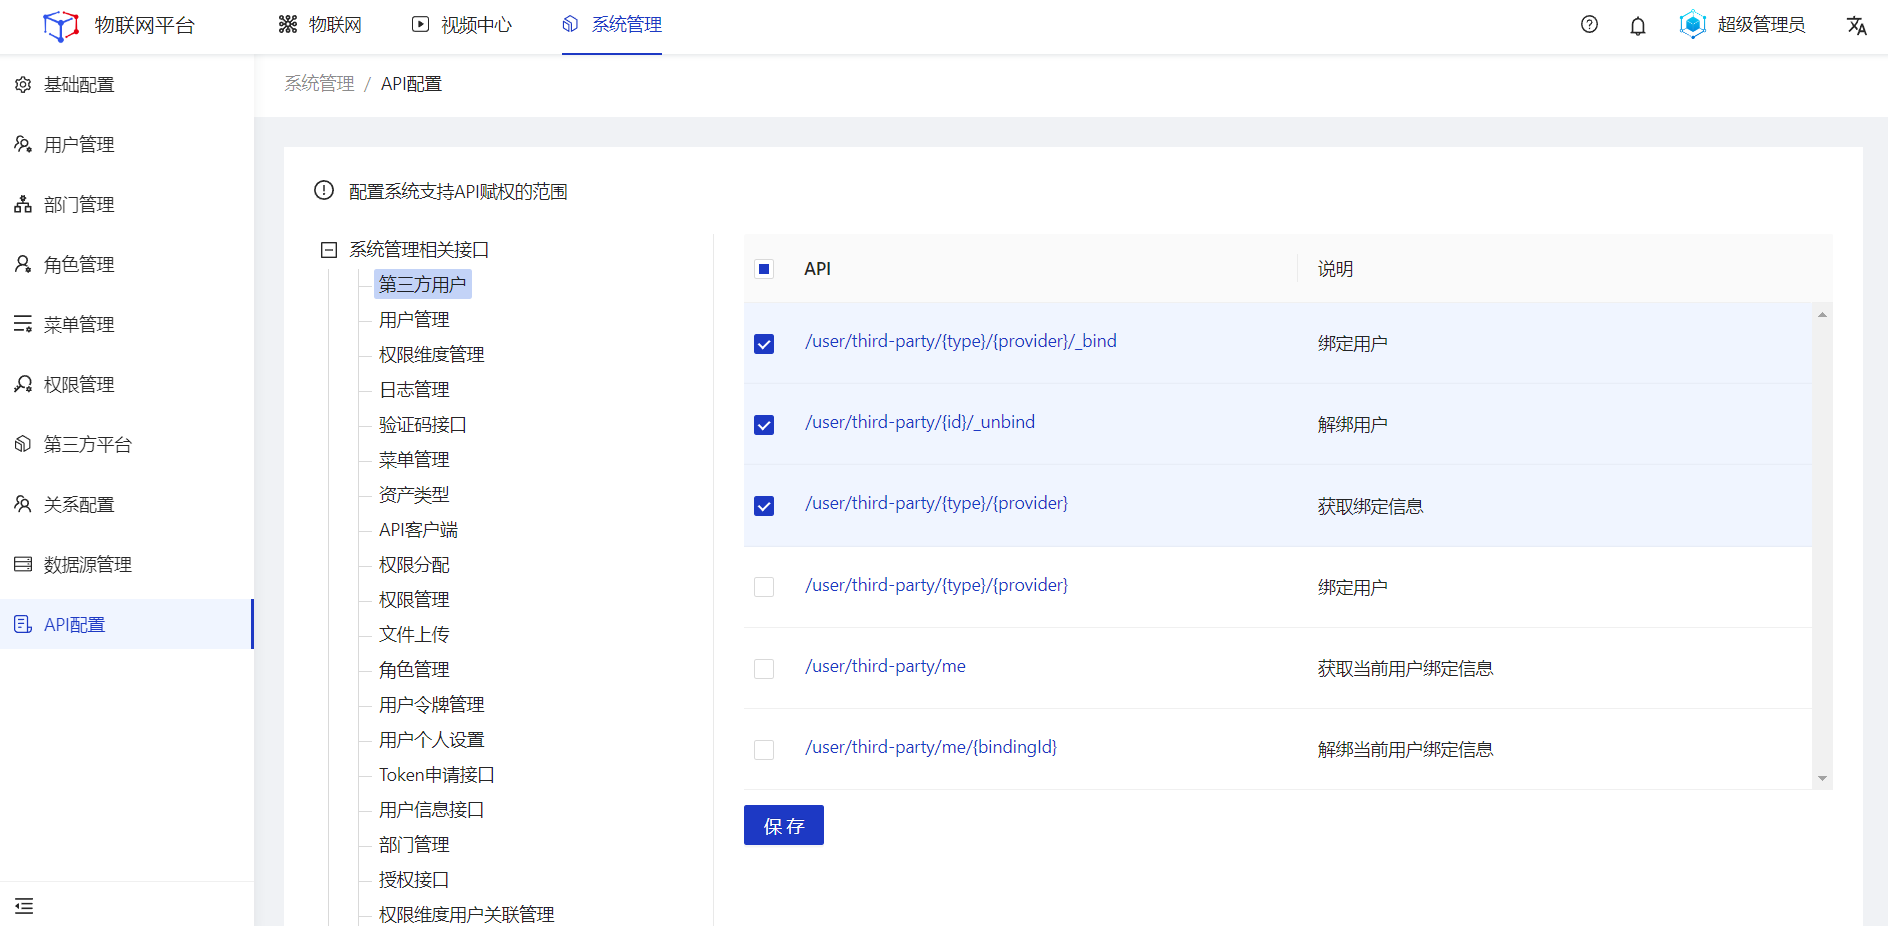 物联网平台
物联网
视频中心
系统管理
超级管理员
基础配置
用户管理
部门管理
角色管理
菜单管理
权限管理
第三方平台
关系配置
数据源管理
API配置
系统管理 / API配置
配置系统支持API赋权的范围
系统管理相关接口
第三方用户
用户管理
权限维度管理
日志管理
验证码接口
菜单管理
资产类型
API客户端
权限分配
权限管理
文件上传
角色管理
用户令牌管理
用户个人设置
Token申请接口
用户信息接口
部门管理
授权接口
权限维度用户关联管理
API 说明
/user/third-party/{type}/{provider}/_bind 绑定用户
/user/third-party/{id}/_unbind 解绑用户
/user/third-party/{type}/{provider} 获取绑定信息
/user/third-party/{type}/{provider} 绑定用户
/user/third-party/me 获取当前用户绑定信息
/user/third-party/me/{bindingId} 解绑当前用户绑定信息
保存